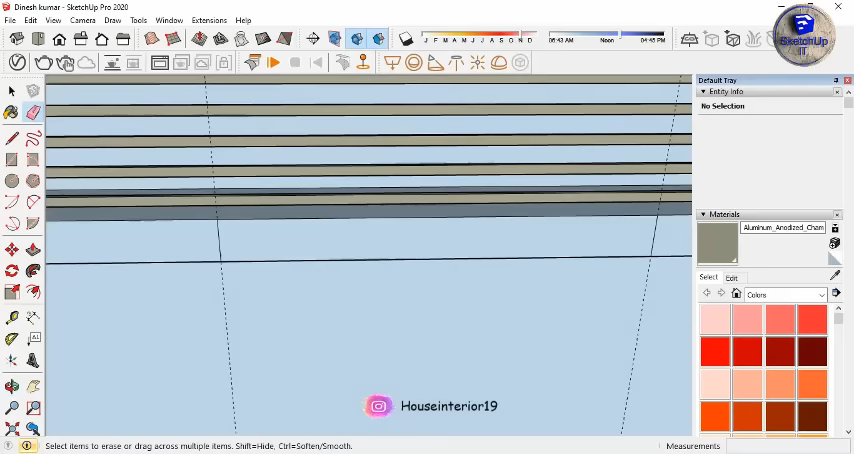 Dinesh kumar - SketchUp Pro 2020
File Edit View Camera Draw Tools Window Extensions Help
J F M A M J J A S O N D
06:43 AM Noon 04:45 PM
SketchUp
IT
Default Tray
Entity Info
No Selection
Materials
Aluminum_Anodized_Cham
Select Edit
Colors
A1
Houseinterior19
Select items to erase or drag across multiple items. Shift=Hide, Ctrl=Soften/Smooth.
Measurements